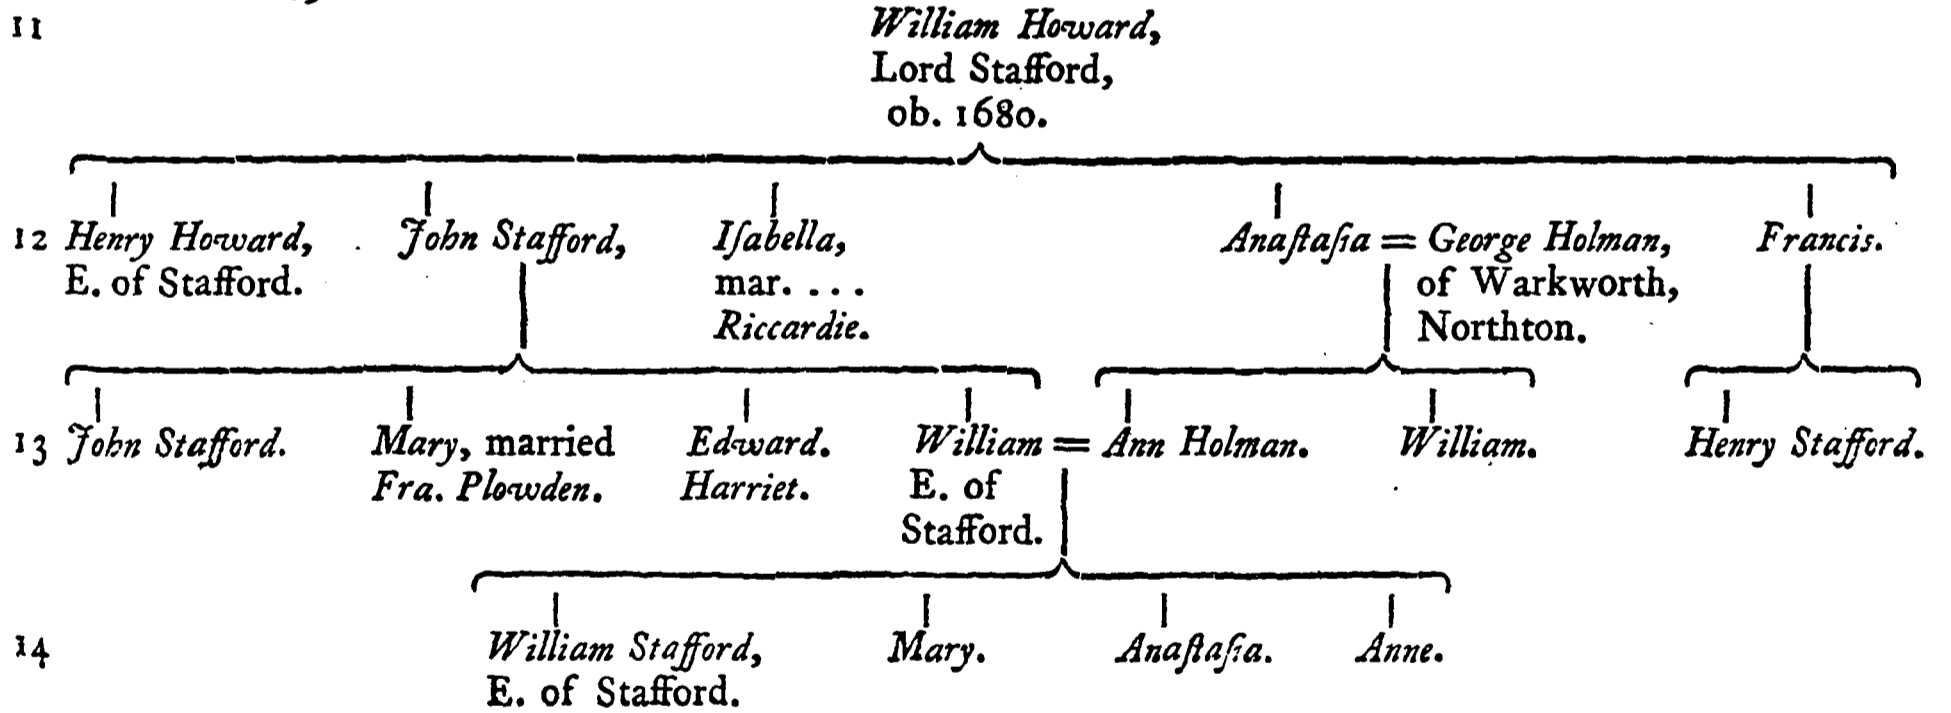 11 William Howard,
Lord Stafford,
ob. 1680.
12 Henry Howard, John Stafford, Iſabella, Anaſtaſia = George Holman, Francis.
E. of Stafford. mar. . . . of Warkworth,
Riccardie. Northton.
13 John Stafford. Mary, married Edward. William = Ann Holman. William. Henry Stafford.
Fra. Plowden. Harriet. E. of
Stafford.
14 William Stafford, Mary. Anaſtaſia. Anne.
E. of Stafford.